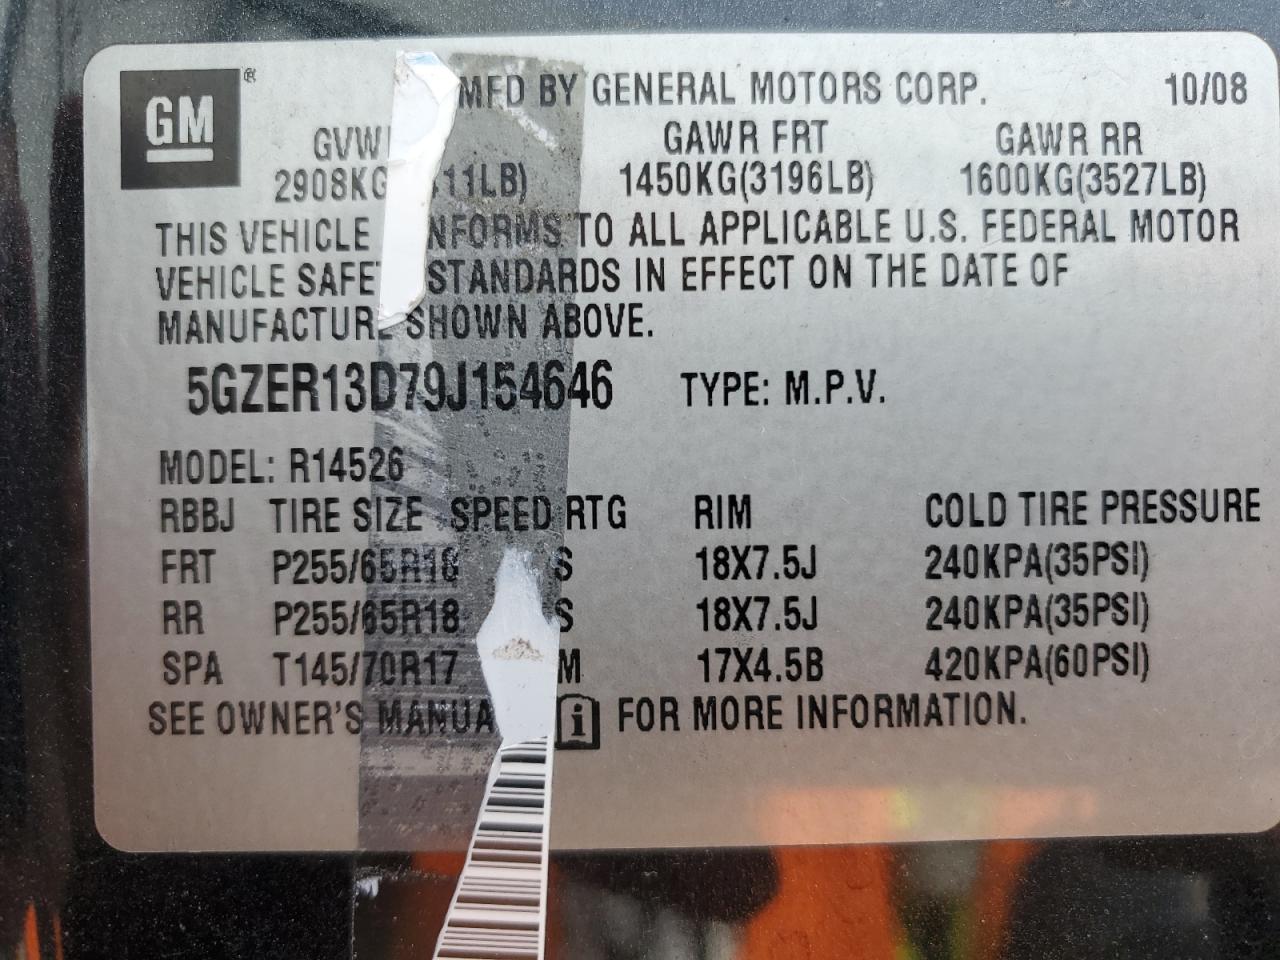 GM ® MFD BY GENERAL MOTORS CORP. 10/08
GVW GAWR FRT GAWR RR
2908KG 11LB) 1450KG(3196LB) 1600KG(3527LB)
THIS VEHICLE NFORMS TO ALL APPLICABLE U.S. FEDERAL MOTOR
VEHICLE SAFE STANDARDS IN EFFECT ON THE DATE OF
MANUFACTURE SHOWN ABOVE.
5GZER13D79J154646 TYPE: M.P.V.
MODEL: R14526
RBBJ TIRE SIZE SPEED RTG RIM COLD TIRE PRESSURE
FRT P255/65R18 S 18X7.5J 240KPA(35PSI)
RR P255/65R18 S 18X7.5J 240KPA(35PSI)
SPA T145/70R17 M 17X4.5B 420KPA(60PSI)
SEE OWNER'S MANUA i FOR MORE INFORMATION.